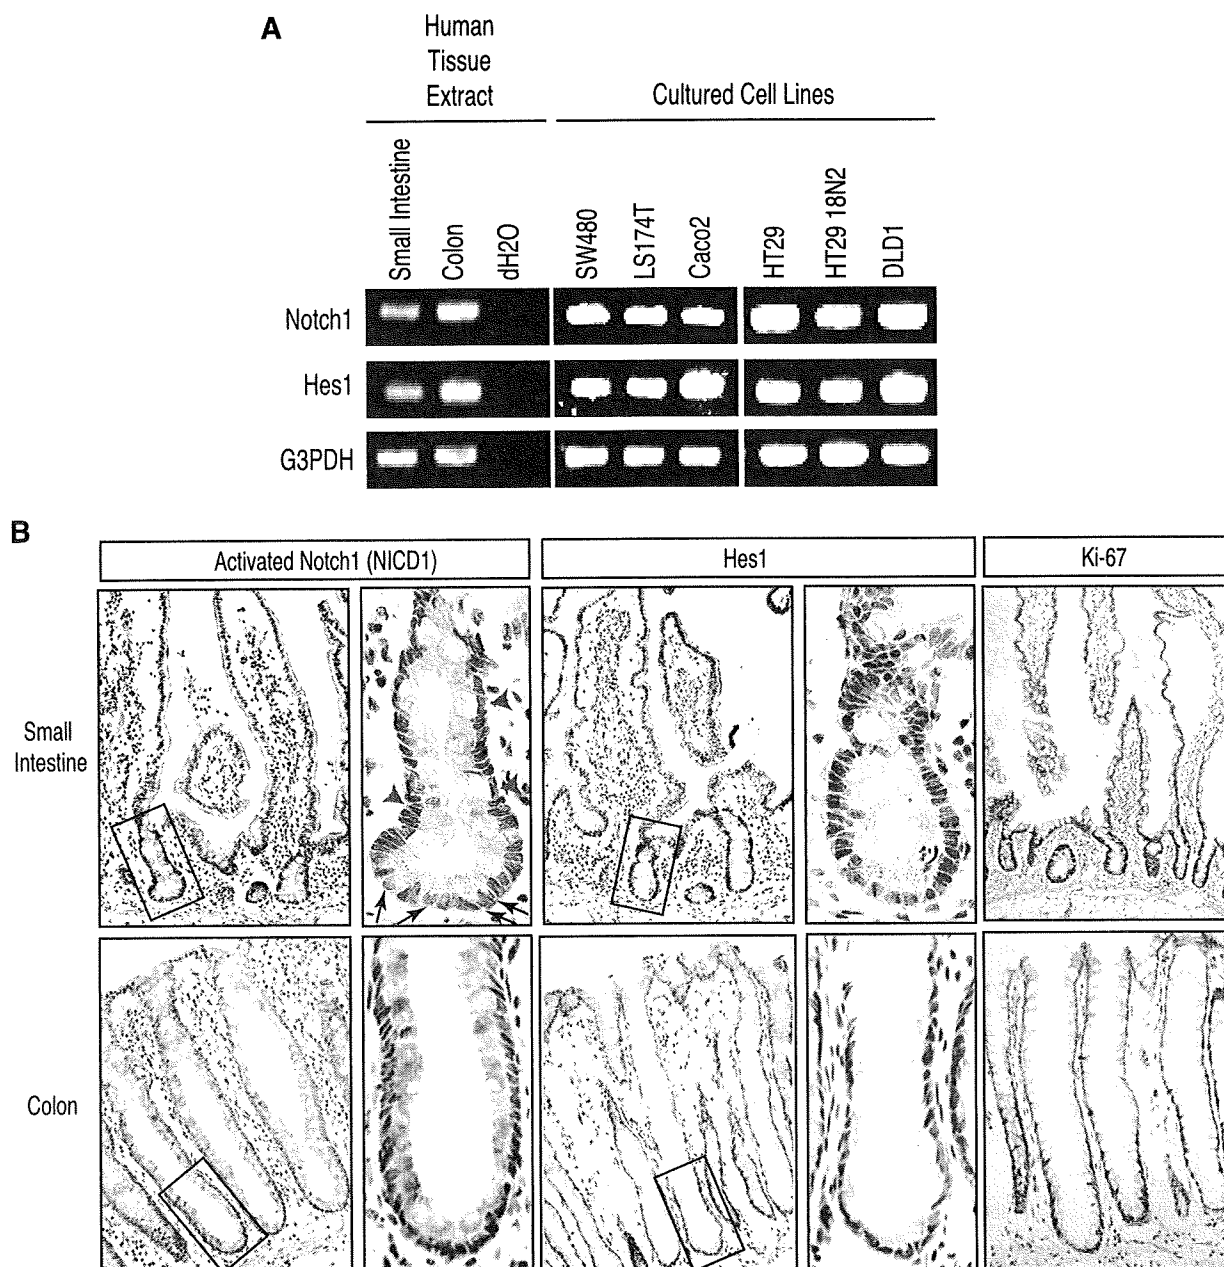 A
Human
Tissue
Extract
Cultured Cell Lines
Small Intestine
Colon
dH2O
SW480
LS174T
Caco2
HT29
HT29 18N2
DLD1
Notch1
Hes1
G3PDH
B
Activated Notch1 (NICD1)
Hes1
Ki-67
Small
Intestine
Colon